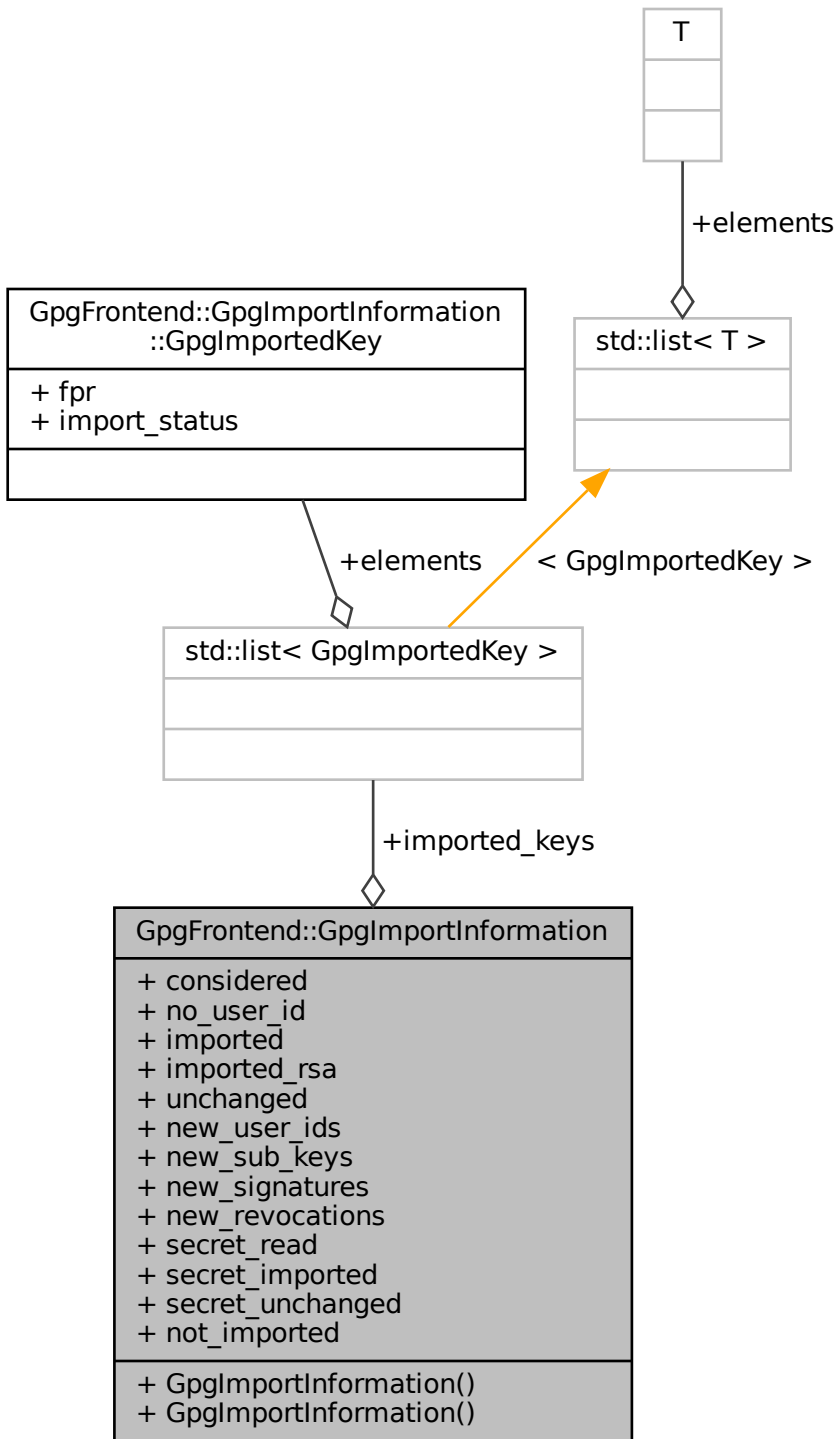 T
+elements
GpgFrontend::GpgImportInformation
::GpgImportedKey
+ fpr
+ import_status
std::list< T >
+elements
< GpgImportedKey >
std::list< GpgImportedKey >
+imported_keys
GpgFrontend::GpgImportInformation
+ considered
+ no_user_id
+ imported
+ imported_rsa
+ unchanged
+ new_user_ids
+ new_sub_keys
+ new_signatures
+ new_revocations
+ secret_read
+ secret_imported
+ secret_unchanged
+ not_imported
+ GpgImportInformation()
+ GpgImportInformation()